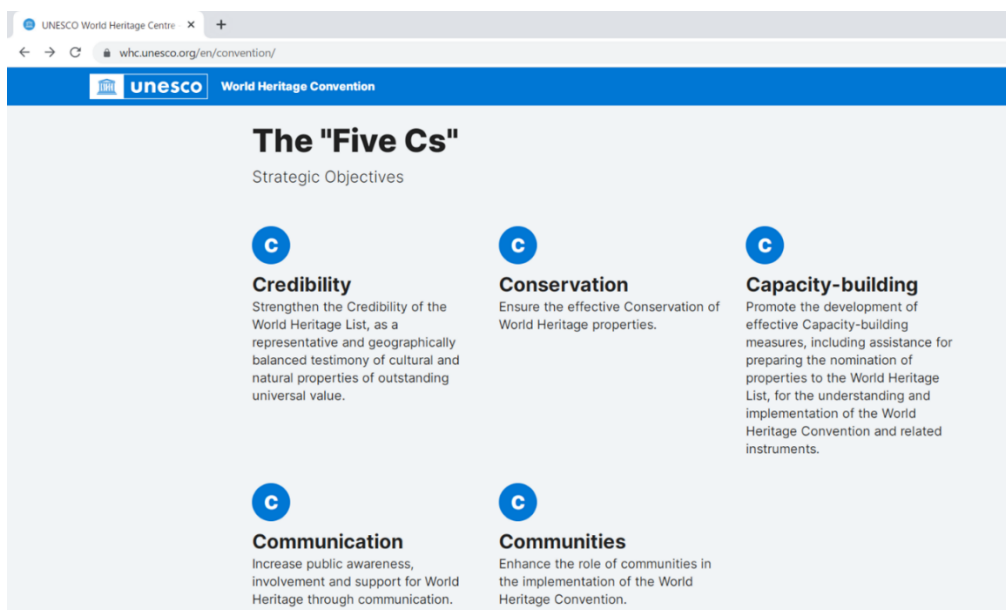 UNESCO World Heritage Centre
whc.unesco.org/en/convention/
unesco World Heritage Convention
The "Five Cs"
Strategic Objectives
C
Credibility
Strengthen the Credibility of the
World Heritage List, as a
representative and geographically
balanced testimony of cultural and
natural properties of outstanding
universal value.
C
Conservation
Ensure the effective Conservation of
World Heritage properties.
C
Capacity-building
Promote the development of
effective Capacity-building
measures, including assistance for
preparing the nomination of
properties to the World Heritage
List, for the understanding and
implementation of the World
Heritage Convention and related
instruments.
C
Communication
Increase public awareness,
involvement and support for World
Heritage through communication.
C
Communities
Enhance the role of communities in
the implementation of the World
Heritage Convention.